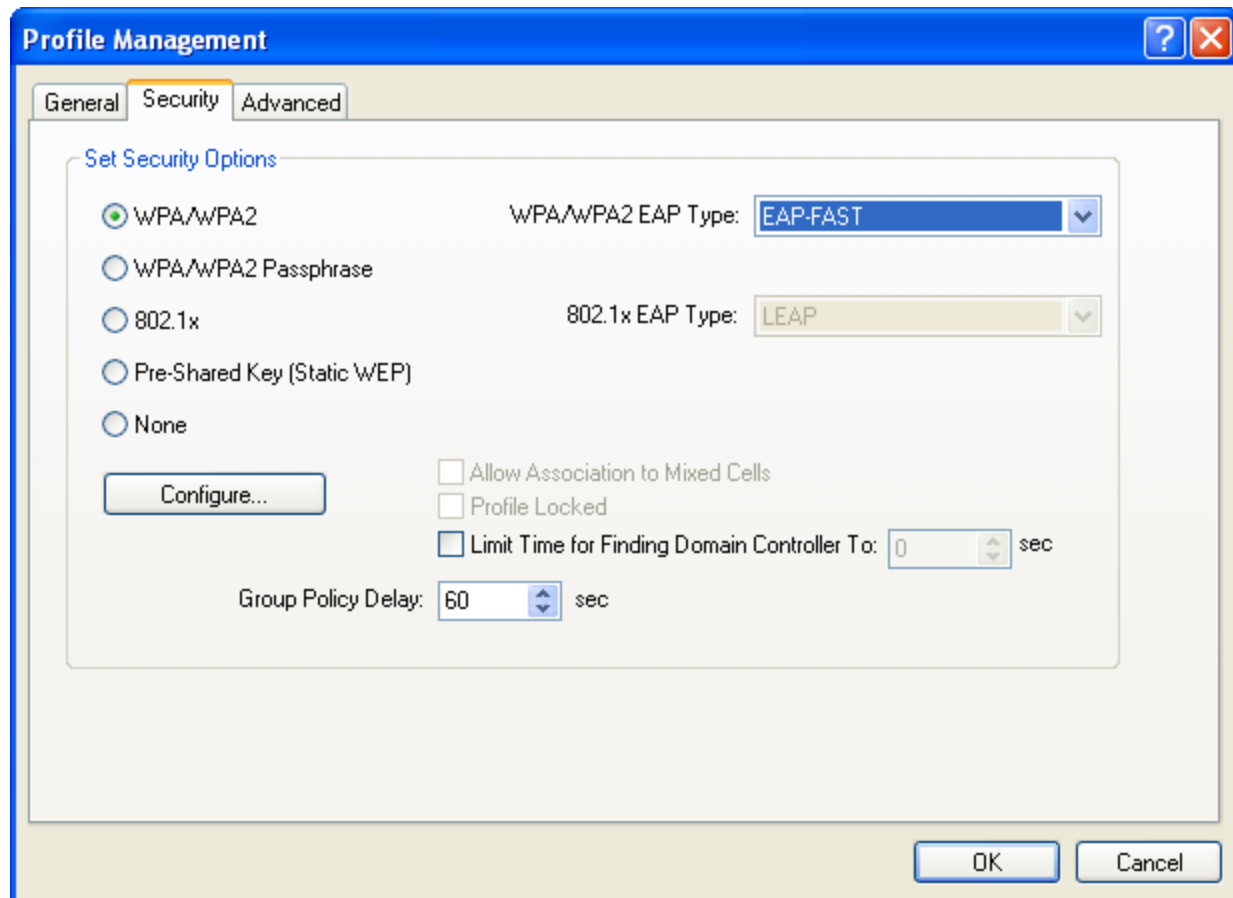 Profile Management
General Security Advanced
Set Security Options
WPA/WPA2 WPA/WPA2 EAP Type: EAP-FAST
WPA/WPA2 Passphrase
802.1x 802.1x EAP Type: LEAP
Pre-Shared Key (Static WEP)
None
Configure... Allow Association to Mixed Cells
Profile Locked
Limit Time for Finding Domain Controller To: 0 sec
Group Policy Delay: 60 sec
OK Cancel